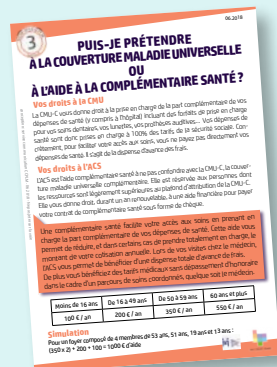 06.2018
3
PUIS-JE PRÉTENDRE
À LA COUVERTURE MALADIE UNIVERSELLE
OU
À L'AIDE À LA COMPLÉMENTAIRE SANTÉ ?
Vos droits à la CMU
La CMU-C vous donne droit à la prise en charge de la part complémentaire de vos
dépenses de santé (y compris à l'hôpital) incluant des forfaits de prise en charge
pour vos soins dentaires, vos lunettes, vos prothèses auditives... Vos dépenses de
santé sont donc prises en charge à 100% des tarifs de la sécurité sociale. Con-
crètement, pour faciliter votre accès aux soins, vous ne payez pas directement vos
dépenses de santé. Il s'agit de la dispense d'avance des frais.
Vos droits à l'ACS
L'ACS est l'aide complémentaire santé à ne pas confondre avec la CMU-C, la couver-
ture maladie universelle complémentaire. Elle est réservée aux personnes dont
les ressources sont légèrement supérieures au plafond d'attribution de la CMU-C.
Elle vous donne droit, durant un an renouvelable, à une aide financière pour payer
votre contrat de complémentaire santé sous forme de chèque.
Une complémentaire santé facilite votre accès aux soins en prenant en
charge la part complémentaire de vos dépenses de santé. Cette aide vous
permet de réduire, et dans certains cas de prendre totalement en charge, le
montant de votre cotisation annuelle. Lors de vos visites chez le médecin,
l'ACS vous permet de bénéficier d'une dispense totale d'avance de frais.
De plus vous bénéficiez des tarifs médicaux sans dépassement d'honoraire
dans le cadre d'un parcours de soins coordonnés, quelque soit le médecin.
Moins de 16 ans De 16 à 49 ans De 50 à 59 ans 60 ans et plus
100 € / an 200 € / an 350 € / an 550 € / an
Simulation
Pour un foyer composé de 4 membres de 53 ans, 51 ans, 19 ans et 13 ans :
(350 x 2) + 200 + 100 = 1000 € d'aide